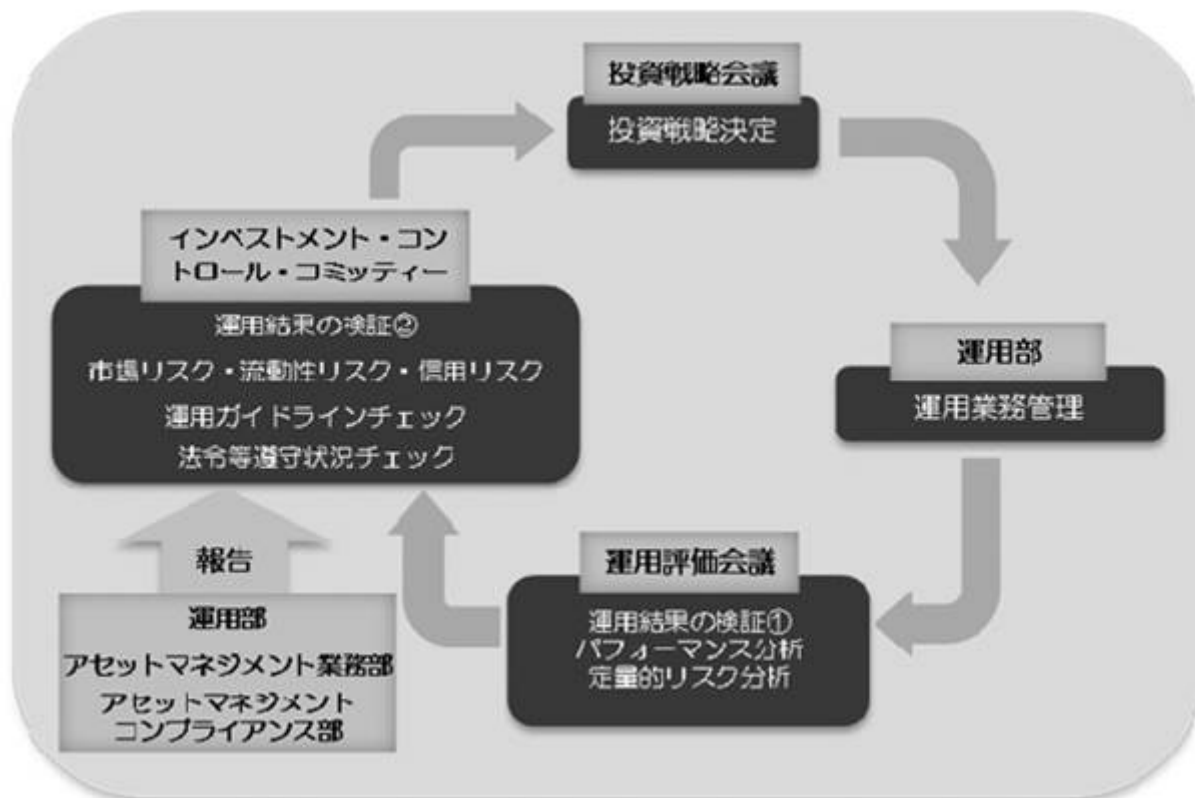 投資戦略会議
投資戦略決定
インベストメント・コン
トロール・コミッティー
運用結果の検証②
市場リスク・流動性リスク・信用リスク
運用ガイドラインチェック
法令等遵守状況チェック
運用部
運用業務管理
運用評価会議
運用結果の検証①
パフォーマンス分析
定量的リスク分析
報告
運用部
アセットマネジメント業務部
アセットマネジメント
コンプライアンス部